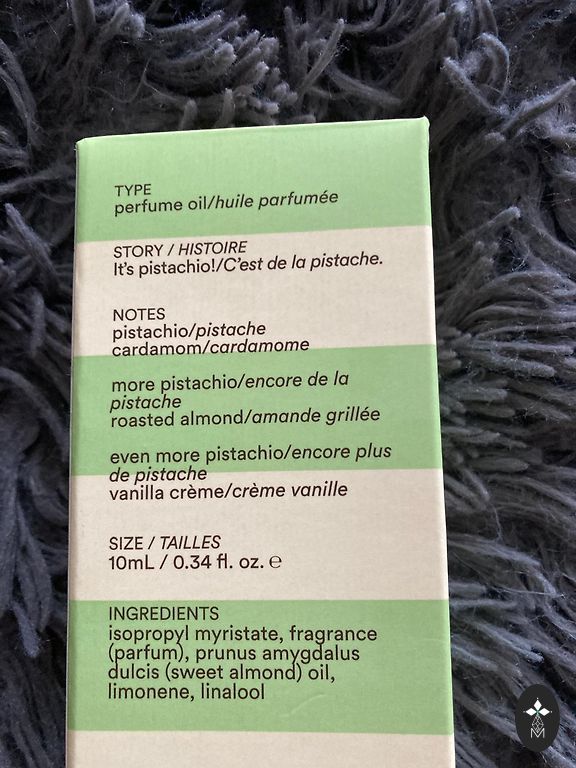 TYPE
perfume oil/huile parfumée
STORY / HISTOIRE
It's pistachio!/C'est de la pistache.
NOTES
pistachio/pistache
cardamom/cardamome
more pistachio/encore de la
pistache
roasted almond/amande grillée
even more pistachio/encore plus
de pistache
vanilla crème/crème vanille
SIZE / TAILLES
10mL / 0.34 fl. oz. ℮
INGREDIENTS
isopropyl myristate, fragrance
(parfum), prunus amygdalus
dulcis (sweet almond) oil,
limonene, linalool
M